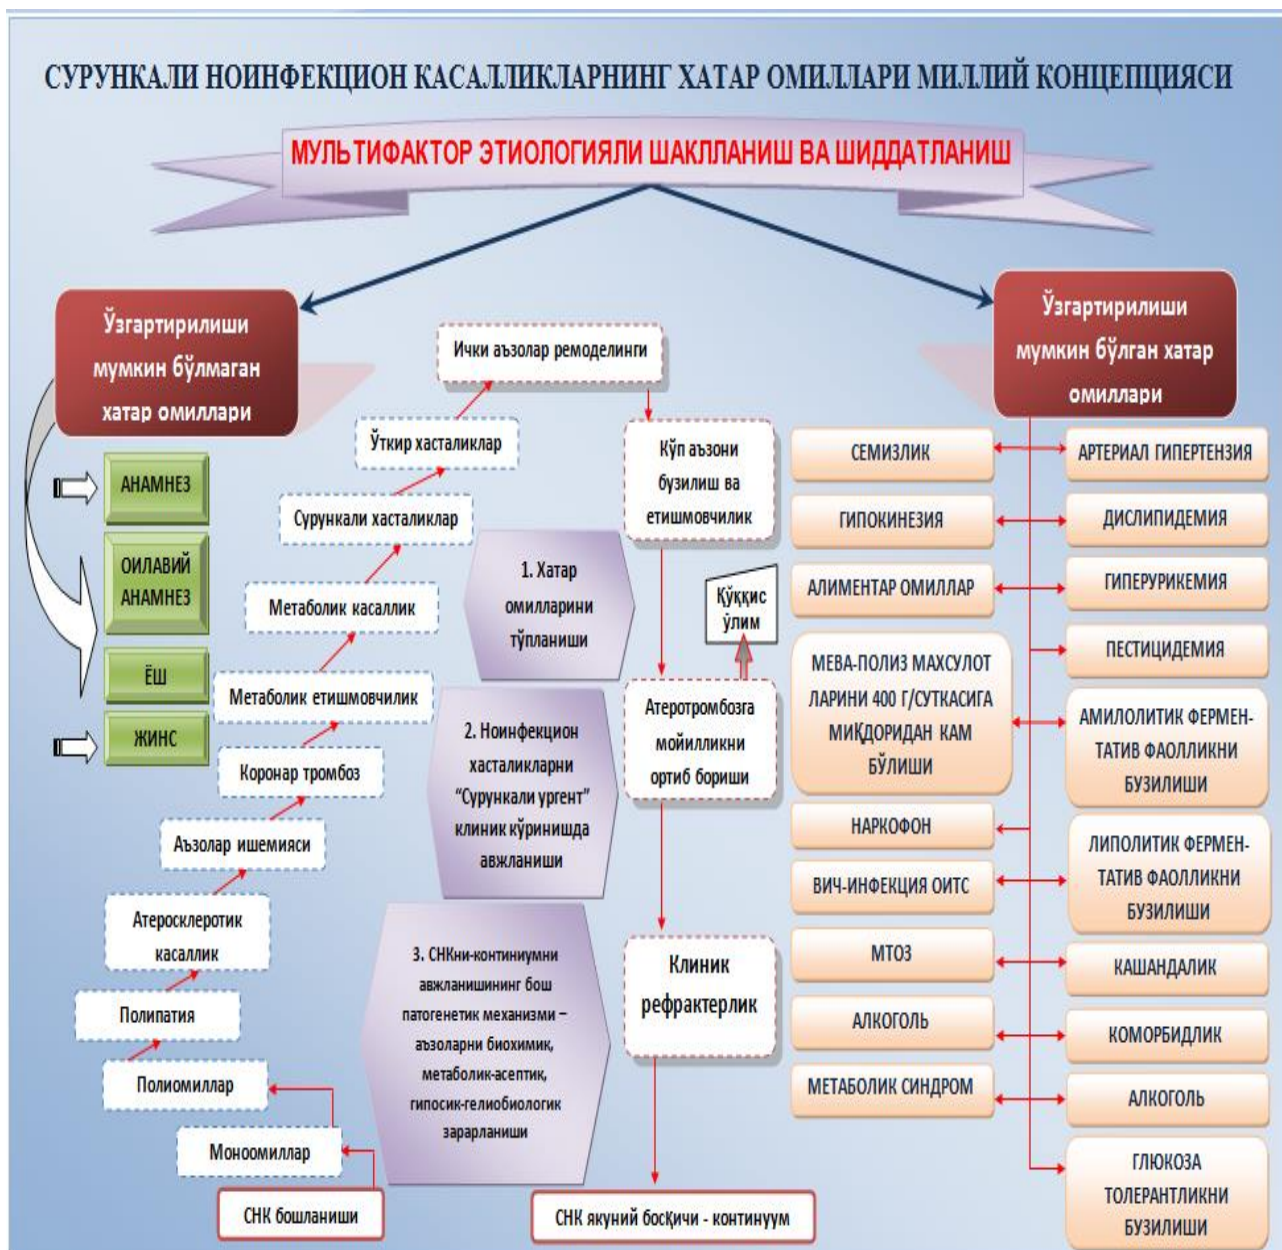 СУРУНКАЛИ НОИНФЕКЦИОН КАСАЛЛИКЛАРНИНГ ХАТАР ОМИЛЛАРИ МИЛЛИЙ КОНЦЕПЦИЯСИ
МУЛЬТИФАКТОР ЭТИОЛОГИЯЛИ ШАКЛЛАНИШ ВА ШИДДАТЛАНИШ
Ўзгартирилиши
мумкин бўлмаган
хатар омиллари
АНАМНЕЗ
ОИЛАВИЙ
АНАМНЕЗ
ЁШ
ЖИНС
Ички аъзолар ремоделинги
Ўткир хасталиклар
Сурункали хасталиклар
Метаболик касаллик
Метаболик етишмовчилик
Коронар тромбоз
Аъзолар ишемияси
Атеросклеротик
касаллик
Полипатия
Полиомиллар
Мономиллар
СНК бошланиши
1. Хатар
омилларини
тўпланиши
2. Ноинфекцион
хасталикларни
“Сурункали ургент”
клиник кўринишда
авжланиши
3. СНКни-континиумни
авжланишининг бош
патогенетик механизми –
аъзоларни биохимик,
метаболик-асептик,
гипосик-гелиобиологик
зарарланиши
Кўп аъзони
бузилиш ва
етишмовчилик
Қўққис
ўлим
Атеротромбозга
мойилликни
ортиб бориши
Клиник
рефрактерлик
СНК якуний босқичи - континуум
Ўзгартирилиши
мумкин бўлган хатар
омиллари
СЕМИЗЛИК
ГИПОКИНЕЗИЯ
АЛИМЕНТАР ОМИЛЛАР
МЕВА-ПОЛИЗ МАХСУЛОТ
ЛАРИНИ 400 Г/СУТКАСИГА
МИҚДОРИДАН КАМ
БЎЛИШИ
НАРКОФОН
ВИЧ-ИНФЕКЦИЯ ОИТС
МТОЗ
АЛКОГОЛЬ
МЕТАБОЛИК СИНДРОМ
АРТЕРИАЛ ГИПЕРТЕНЗИЯ
ДИСЛИПИДЕМИЯ
ГИПЕРУРИКЕМИЯ
ПЕСТИЦИДЕМИЯ
АМИЛОЛИТИК ФЕРМЕН-
ТАТИВ ФАОЛЛИКНИ
БУЗИЛИШИ
ЛИПОЛИТИК ФЕРМЕН-
ТАТИВ ФАОЛЛИКНИ
БУЗИЛИШИ
КАШАНДАЛИК
КОМОРБИДЛИК
АЛКОГОЛЬ
ГЛЮКОЗА
ТОЛЕРАНТЛИКНИ
БУЗИЛИШИ